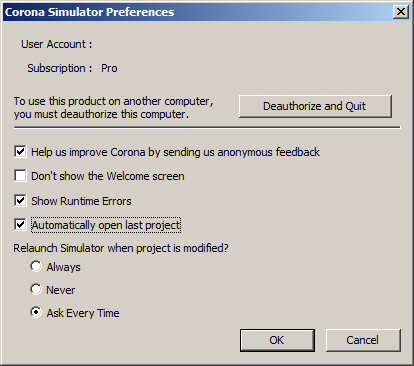 Corona Simulator Preferences
User Account :
Subscription : Pro
To use this product on another computer,
you must deauthorize this computer.
Deauthorize and Quit
Help us improve Corona by sending us anonymous feedback
Don't show the Welcome screen
Show Runtime Errors
Automatically open last project
Relaunch Simulator when project is modified?
Always
Never
Ask Every Time
OK Cancel